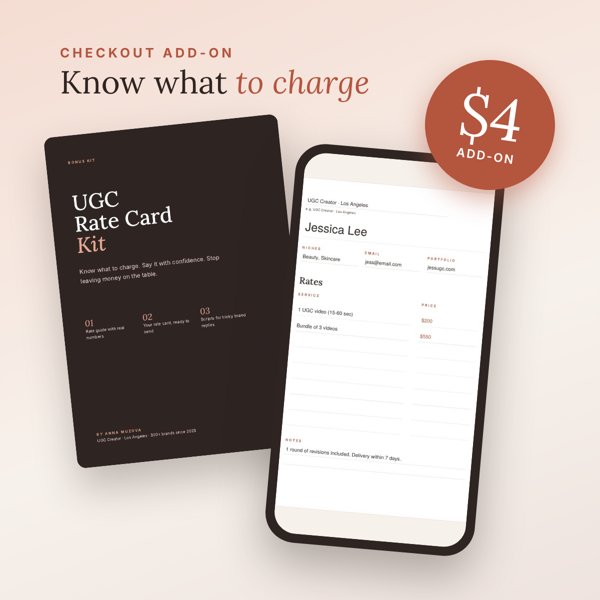 CHECKOUT ADD-ON
Know what to charge
$4
ADD-ON
BONUS KIT
UGC
Rate Card
Kit
Know what to charge. Say it with confidence. Stop
leaving money on the table.
01
Rate guide with real
numbers
02
Your rate card, ready to
send
03
Scripts for tricky brand
replies
BY ANNA MUZOVA
UGC Creator · Los Angeles · 300+ brands since 2023
UGC Creator · Los Angeles
e.g. UGC Creator · Los Angeles
Jessica Lee
NICHES
EMAIL
PORTFOLIO
Beauty, Skincare
jess@email.com
jessugc.com
Rates
SERVICE
PRICE
1 UGC video (15-60 sec)
$200
Bundle of 3 videos
$550
NOTES
1 round of revisions included. Delivery within 7 days.